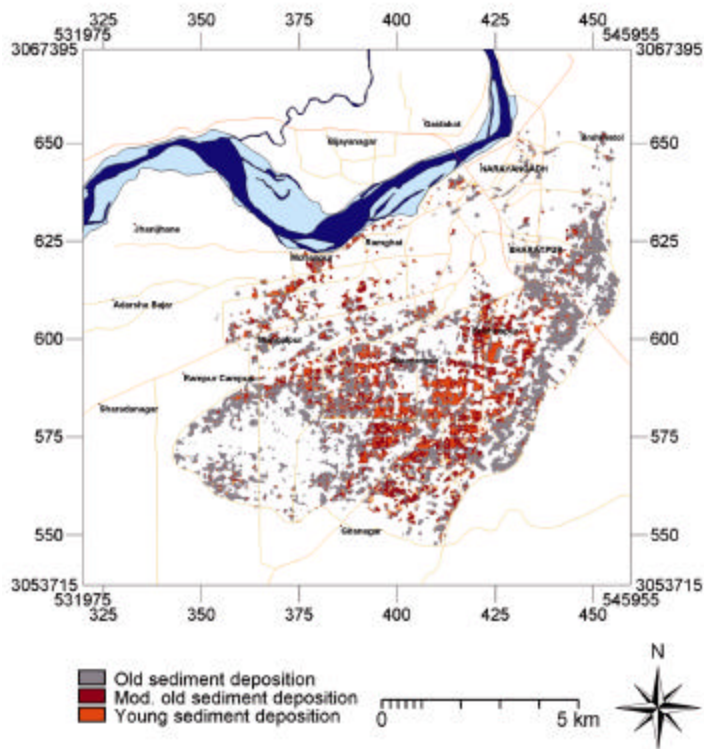 325 350 375 400 425 450
531975 545955
3067395 3067395
Gaidakot
650 Bijayanagar 650
NARAYANGADH
Jhanjhana
625 Ramghat 625
BHARATPUR
Adarsha Bajar
600 600
Rampur Campus
Sharadanagar
575 575
550 Gitanagar 550
3053715 3053715
531975 545955
325 350 375 400 425 450
N
Old sediment deposition
Mod. old sediment deposition
Young sediment deposition
0 5 km